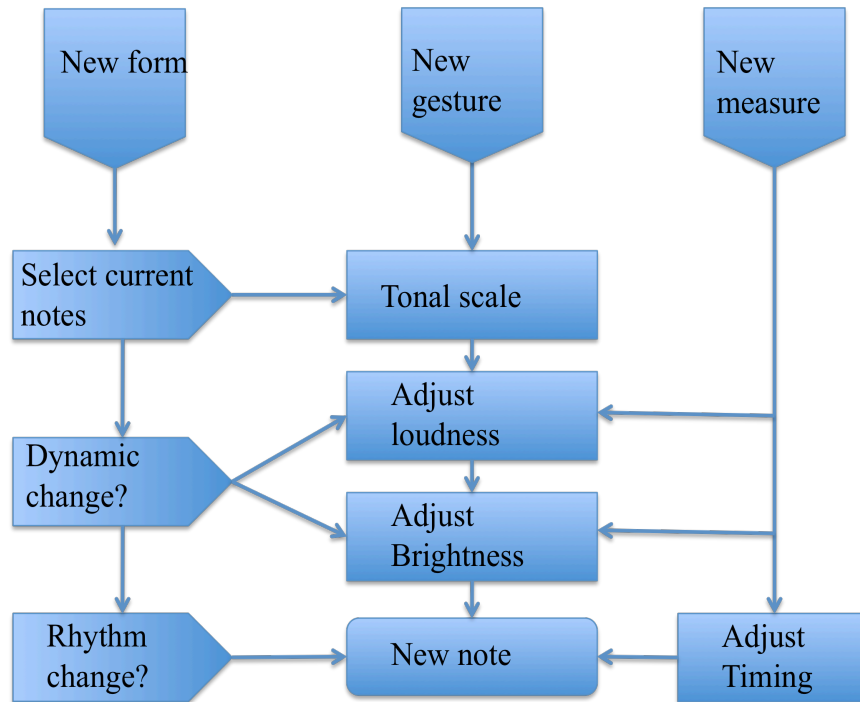 New form
New
gesture
New
measure
Select current
notes
Tonal scale
Adjust
loudness
Dynamic
change?
Adjust
Brightness
Rhythm
change?
New note
Adjust
Timing